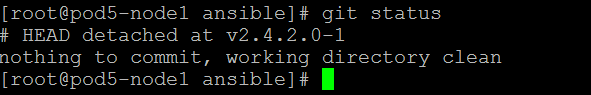 [root@pod5-node1 ansible]# git status
# HEAD detached at v2.4.2.0-1
nothing to commit, working directory clean
[root@pod5-node1 ansible]#